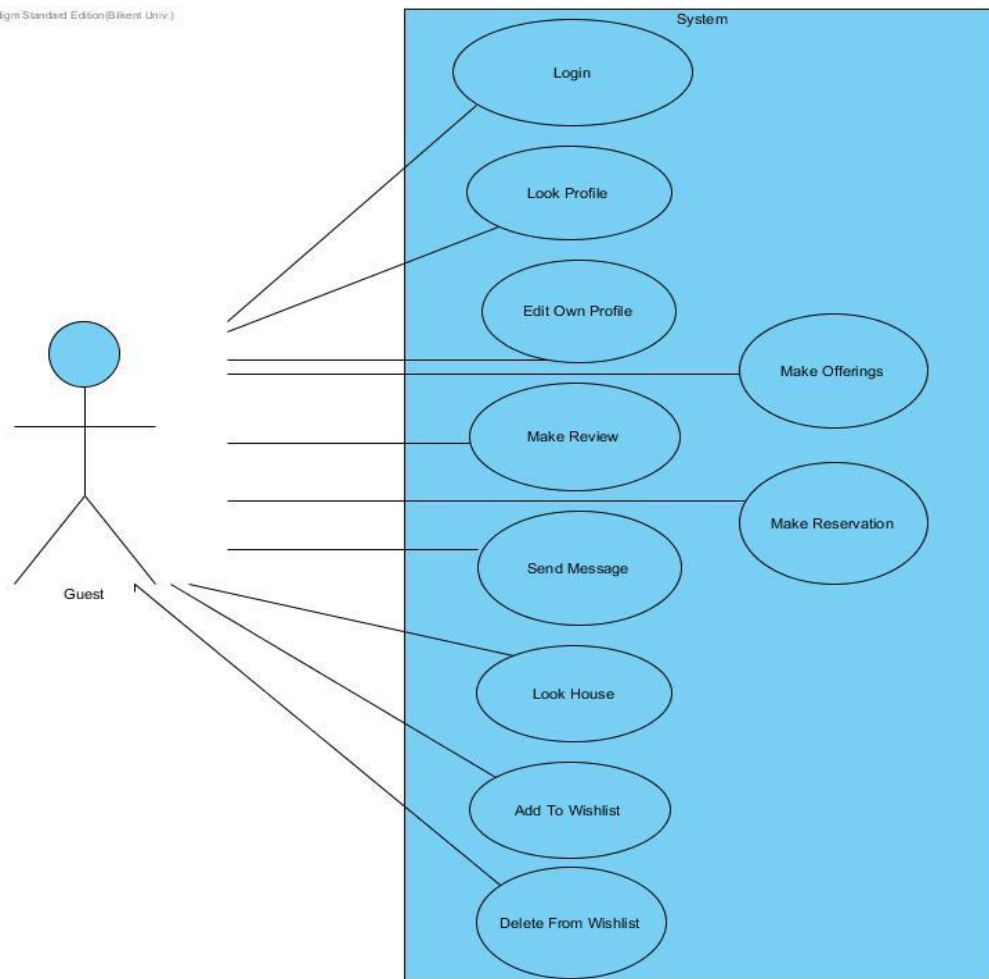 digm Standard Edition(Bilkent Univ.)
System
Login
Look Profile
Edit Own Profile
Make Offerings
Make Review
Make Reservation
Send Message
Guest
Look House
Add To Wishlist
Delete From Wishlist